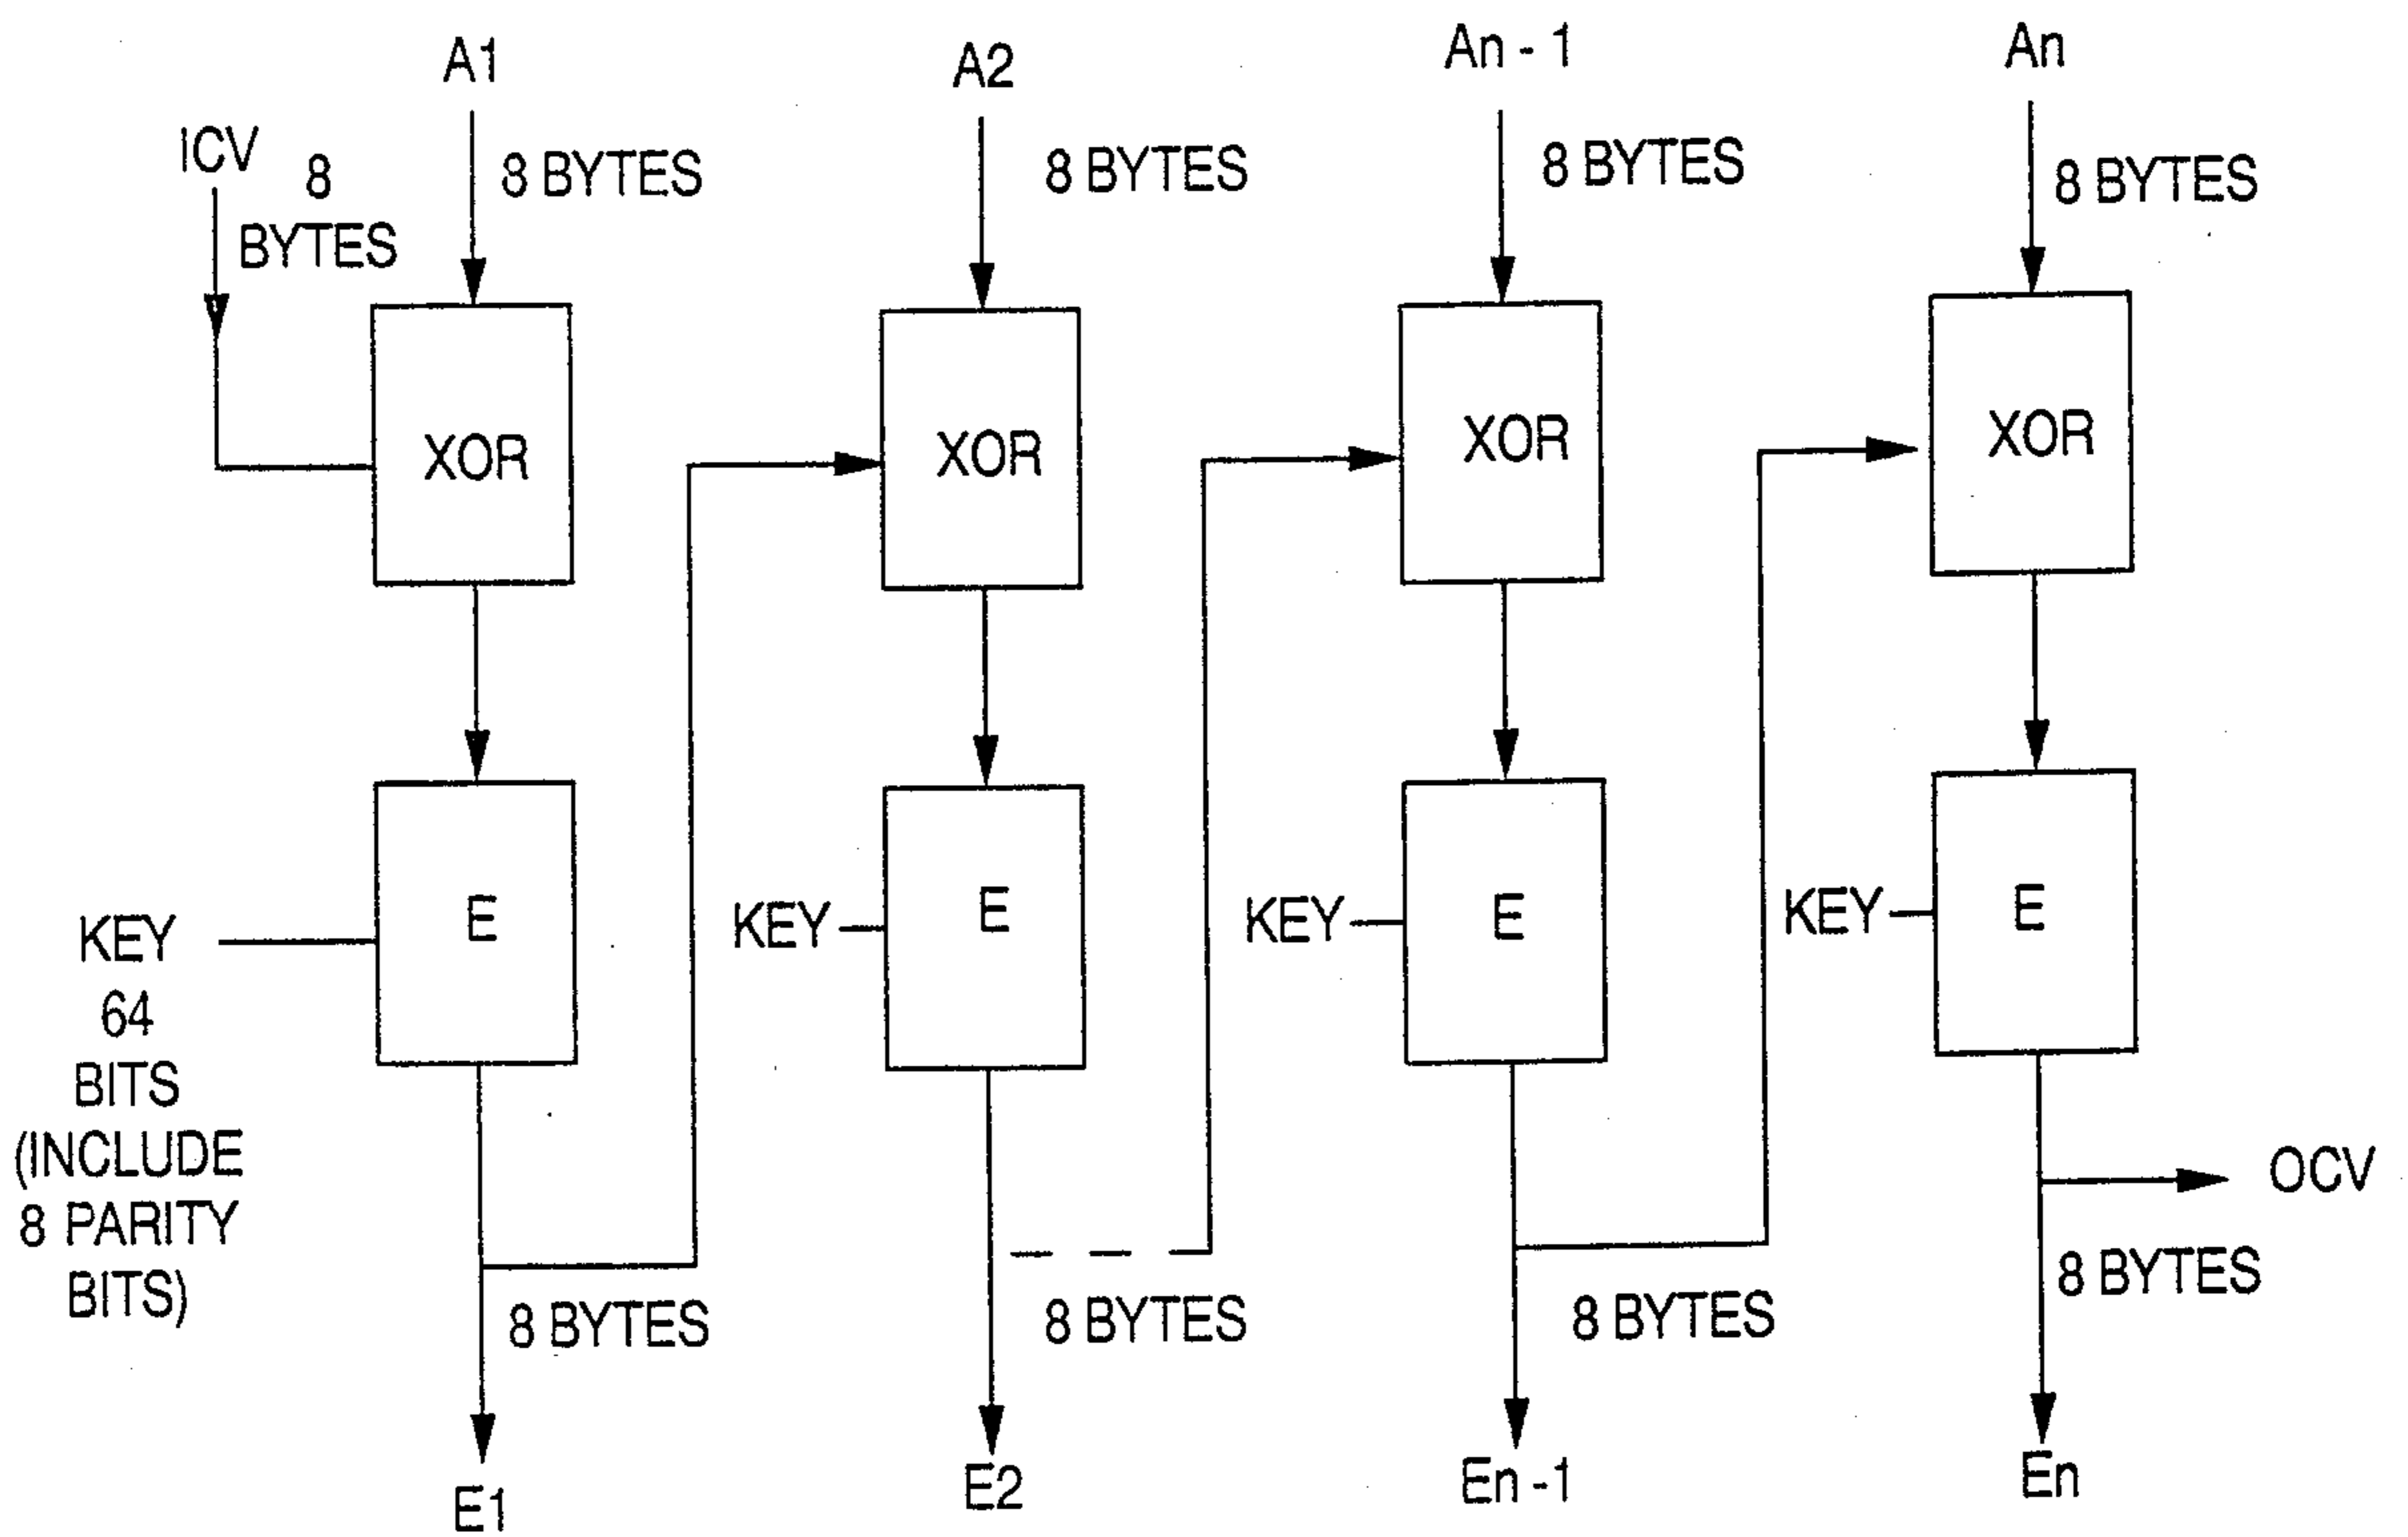 A1
A2
An - 1
An
ICV
8
BYTES
8 BYTES
8 BYTES
8 BYTES
8 BYTES
XOR
XOR
XOR
XOR
E
E
E
E
KEY
64
BITS
(INCLUDE
8 PARITY
BITS)
KEY
KEY
KEY
OCV
8 BYTES
8 BYTES
8 BYTES
8 BYTES
E1
E2
En -1
En